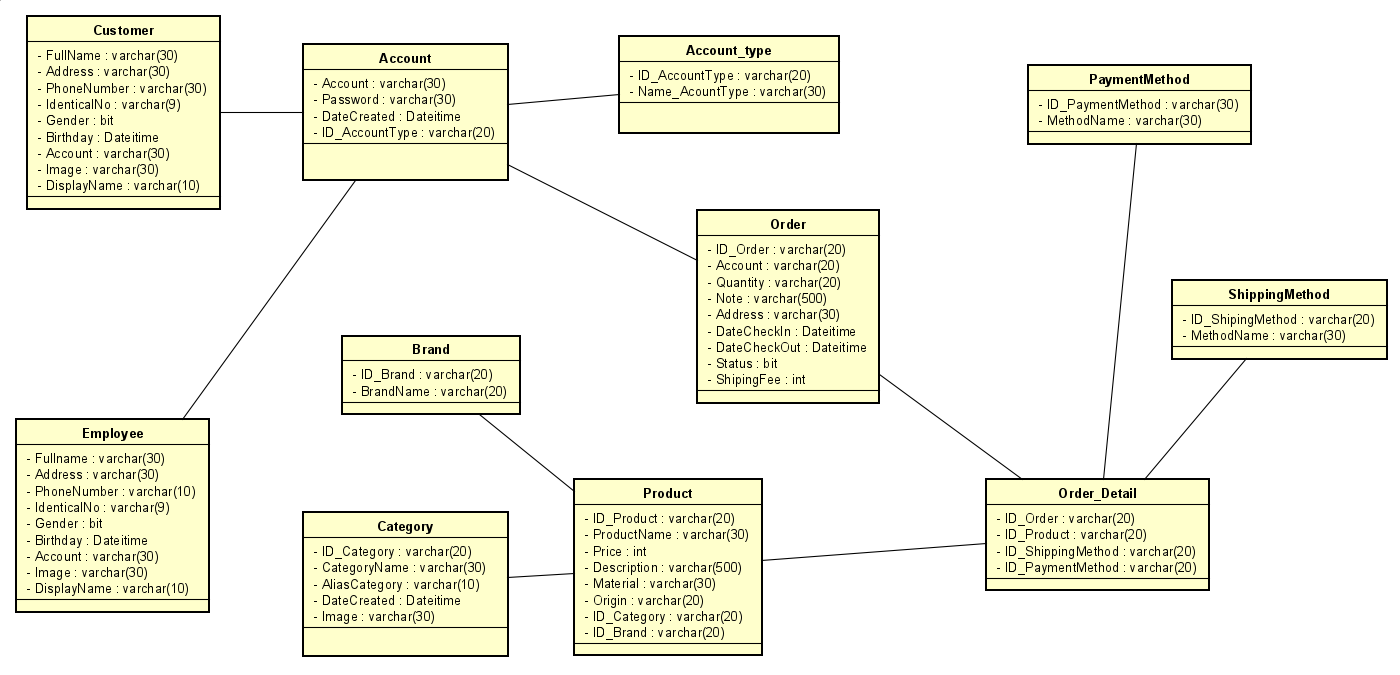 Customer
- FullName : varchar(30)
- Address : varchar(30)
- PhoneNumber : varchar(30)
- IdenticalNo : varchar(9)
- Gender : bit
- Birthday : Dateitime
- Account : varchar(30)
- Image : varchar(30)
- DisplayName : varchar(10)
Account
- Account : varchar(30)
- Password : varchar(30)
- DateCreated : Dateitime
- ID_AccountType : varchar(20)
Account_type
- ID_AccountType : varchar(20)
- Name_AcountType : varchar(30)
PaymentMethod
- ID_PaymentMethod : varchar(30)
- MethodName : varchar(30)
Order
- ID_Order : varchar(20)
- Account : varchar(20)
- Quantity : varchar(20)
- Note : varchar(500)
- Address : varchar(30)
- DateCheckIn : Dateitime
- DateCheckOut : Dateitime
- Status : bit
- ShipingFee : int
ShippingMethod
- ID_ShipingMethod : varchar(20)
- MethodName : varchar(30)
Brand
- ID_Brand : varchar(20)
- BrandName : varchar(20)
Employee
- Fullname : varchar(30)
- Address : varchar(30)
- PhoneNumber : varchar(10)
- IdenticalNo : varchar(9)
- Gender : bit
- Birthday : Dateitime
- Account : varchar(30)
- Image : varchar(30)
- DisplayName : varchar(10)
Category
- ID_Category : varchar(20)
- CategoryName : varchar(30)
- AliasCategory : varchar(10)
- DateCreated : Dateitime
- Image : varchar(30)
Product
- ID_Product : varchar(20)
- ProductName : varchar(30)
- Price : int
- Description : varchar(500)
- Material : varchar(30)
- Origin : varchar(20)
- ID_Category : varchar(20)
- ID_Brand : varchar(20)
Order_Detail
- ID_Order : varchar(20)
- ID_Product : varchar(20)
- ID_ShippingMethod : varchar(20)
- ID_PaymentMethod : varchar(20)